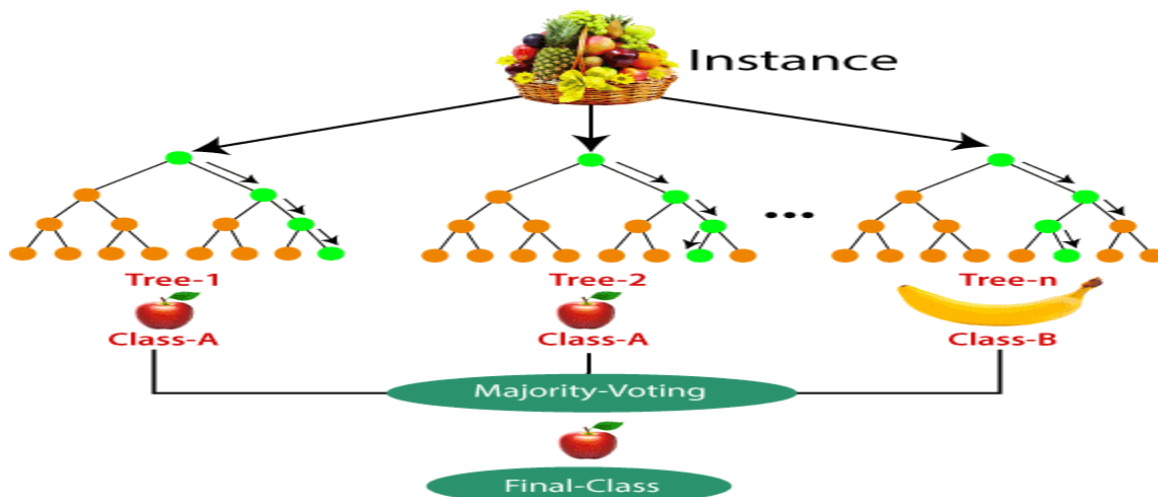 Instance
Tree-1
Tree-2
Tree-n
Class-A
Class-A
Class-B
Majority-Voting
Final-Class